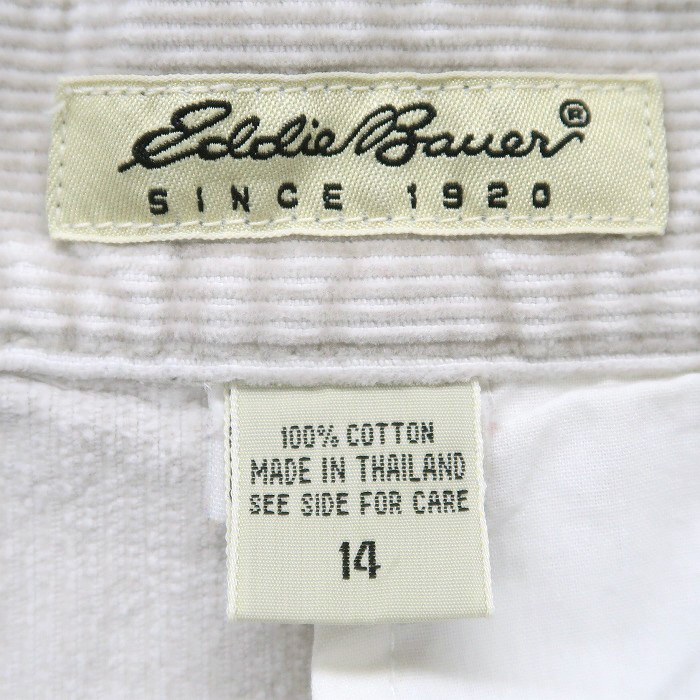 Eddie Bauer®
SINCE 1920
100% COTTON
MADE IN THAILAND
SEE SIDE FOR CARE
14